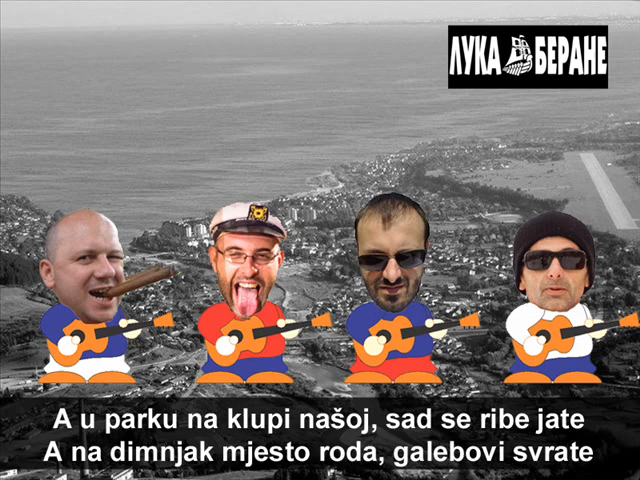 ЛУКА БЕРАНЕ
A u parku na klupi našoj, sad se ribe jate
A na dimnjak mjesto roda, galebovi svrate